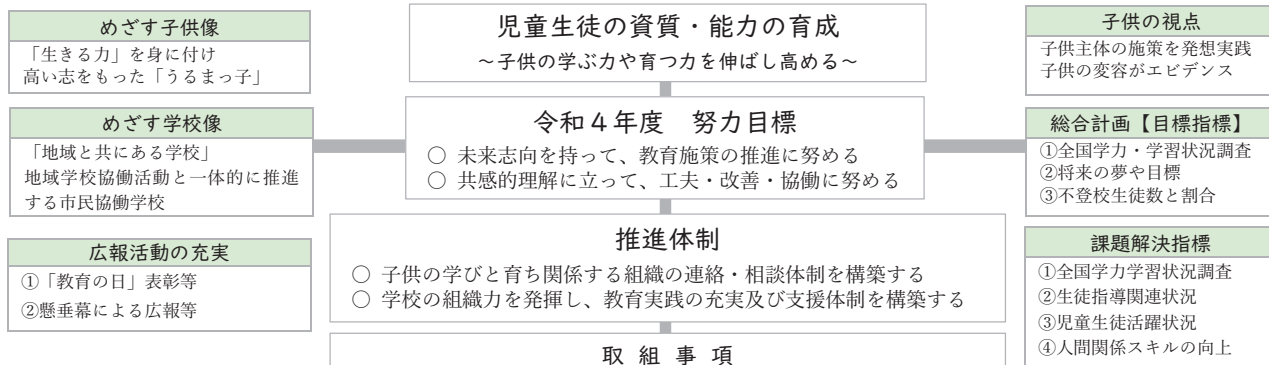 めざす子供像
「生きる力」を身に付け
高い志をもった「うるまっ子」
めざす学校像
「地域と共にある学校」
地域学校協働活動と一体的に推進
する市民協働学校
広報活動の充実
①「教育の日」表彰等
②懸垂幕による広報等
児童生徒の資質・能力の育成
～子供の学ぶ力や育つ力を伸ばし高める～
令和４年度　努力目標
○ 未来志向を持って、教育施策の推進に努める
○ 共感的理解に立って、工夫・改善・協働に努める
推進体制
○ 子供の学びと育ち関係する組織の連絡・相談体制を構築する
○ 学校の組織力を発揮し、教育実践の充実及び支援体制を構築する
取 組 事 項
子供の視点
子供主体の施策を発想実践
子供の変容がエビデンス
総合計画【目標指標】
①全国学力・学習状況調査
②将来の夢や目標
③不登校生徒数と割合
課題解決指標
①全国学力学習状況調査
②生徒指導関連状況
③児童生徒活躍状況
④人間関係スキルの向上